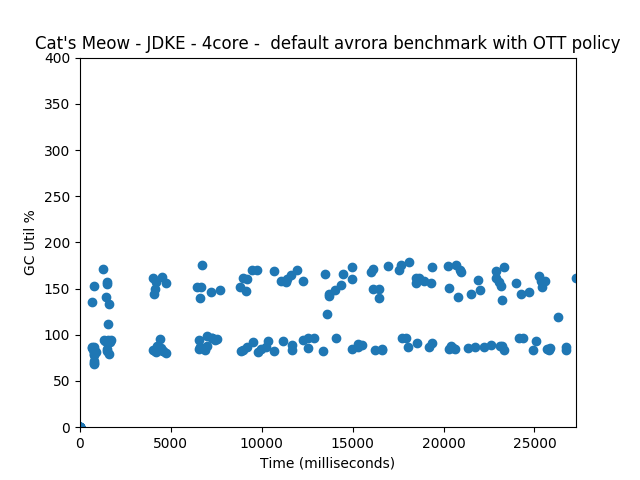 Cat's Meow - JDKE - 4core -  default avrora benchmark with OTT policy
400
350
300
250
200
150
100
50
0
GC Util %
0 5000 10000 15000 20000 25000
Time (milliseconds)